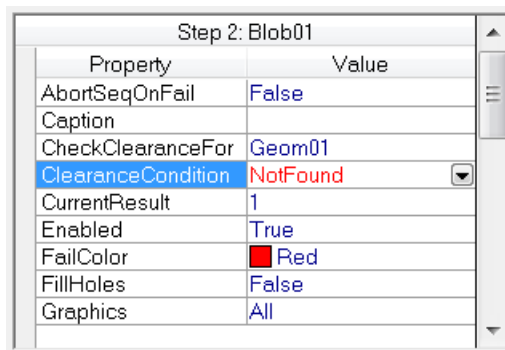 Step 2: Blob01
Property Value
AbortSeqOnFail False
Caption
CheckClearanceFor Geom01
ClearanceCondition NotFound
CurrentResult 1
Enabled True
FailColor Red
FillHoles False
Graphics All